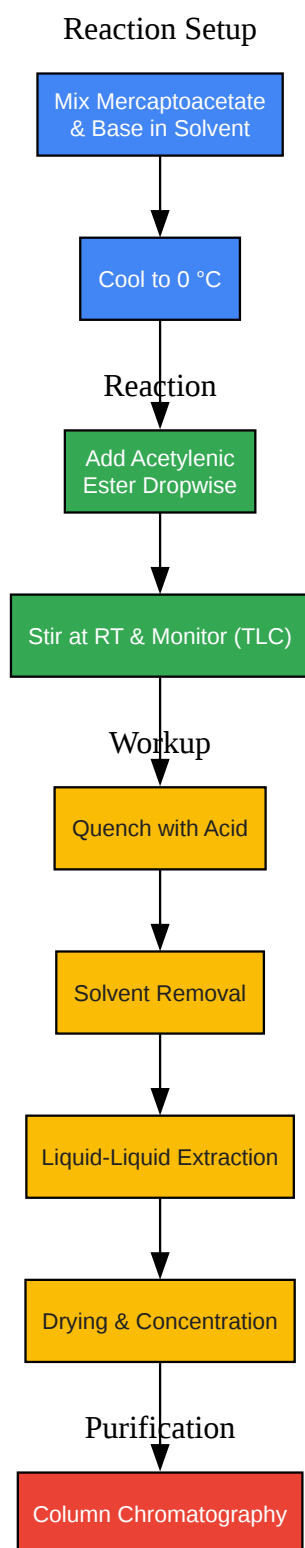 Reaction Setup
Mix Mercaptoacetate
& Base in Solvent
Cool to 0 °C
Reaction
Add Acetylenic
Ester Dropwise
Stir at RT & Monitor (TLC)
Workup
Quench with Acid
Solvent Removal
Liquid-Liquid Extraction
Drying & Concentration
Purification
Column Chromatography